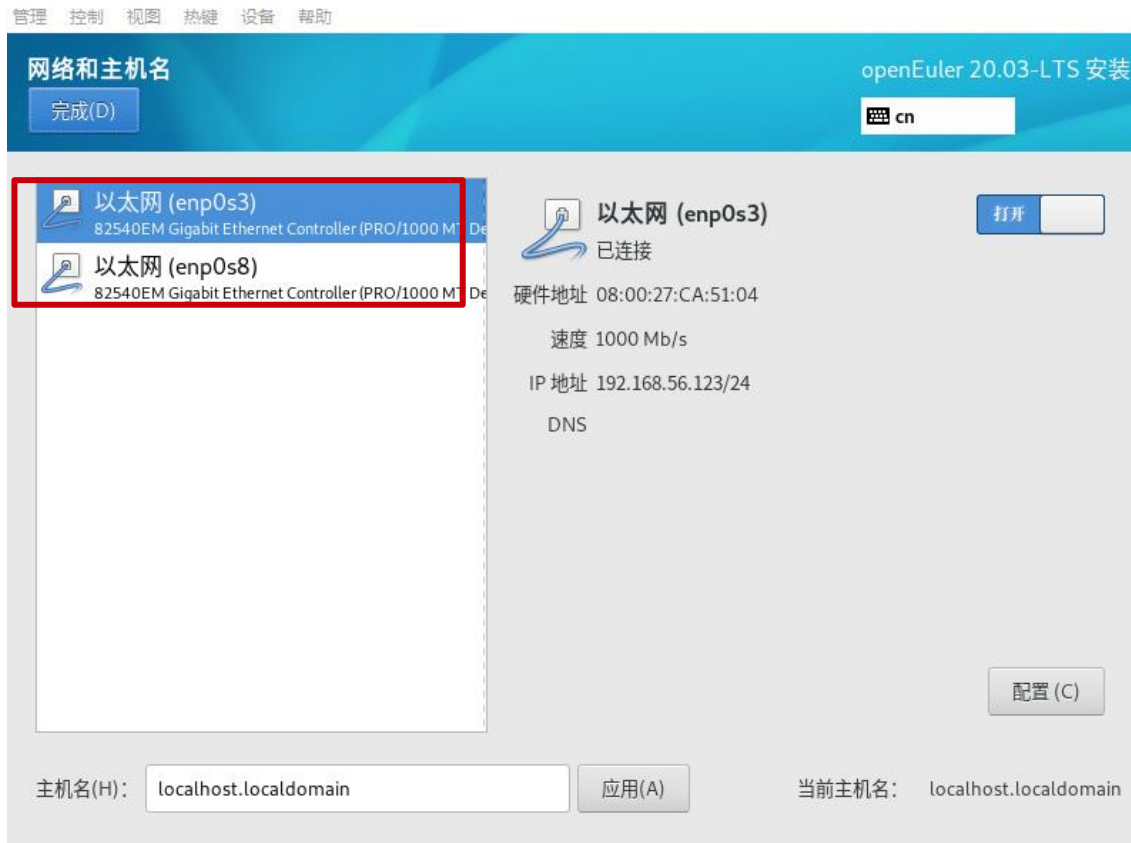 管理 控制 视图 热键 设备 帮助
网络和主机名
openEuler 20.03-LTS 安装
完成(D)
cn
以太网 (enp0s3)
82540EM Gigabit Ethernet Controller (PRO/1000 MT De
以太网 (enp0s8)
82540EM Gigabit Ethernet Controller (PRO/1000 MT De
以太网 (enp0s3)
已连接
打开
硬件地址 08:00:27:CA:51:04
速度 1000 Mb/s
IP 地址 192.168.56.123/24
DNS
配置 (C)
主机名(H): localhost.localdomain 应用(A) 当前主机名: localhost.localdomain